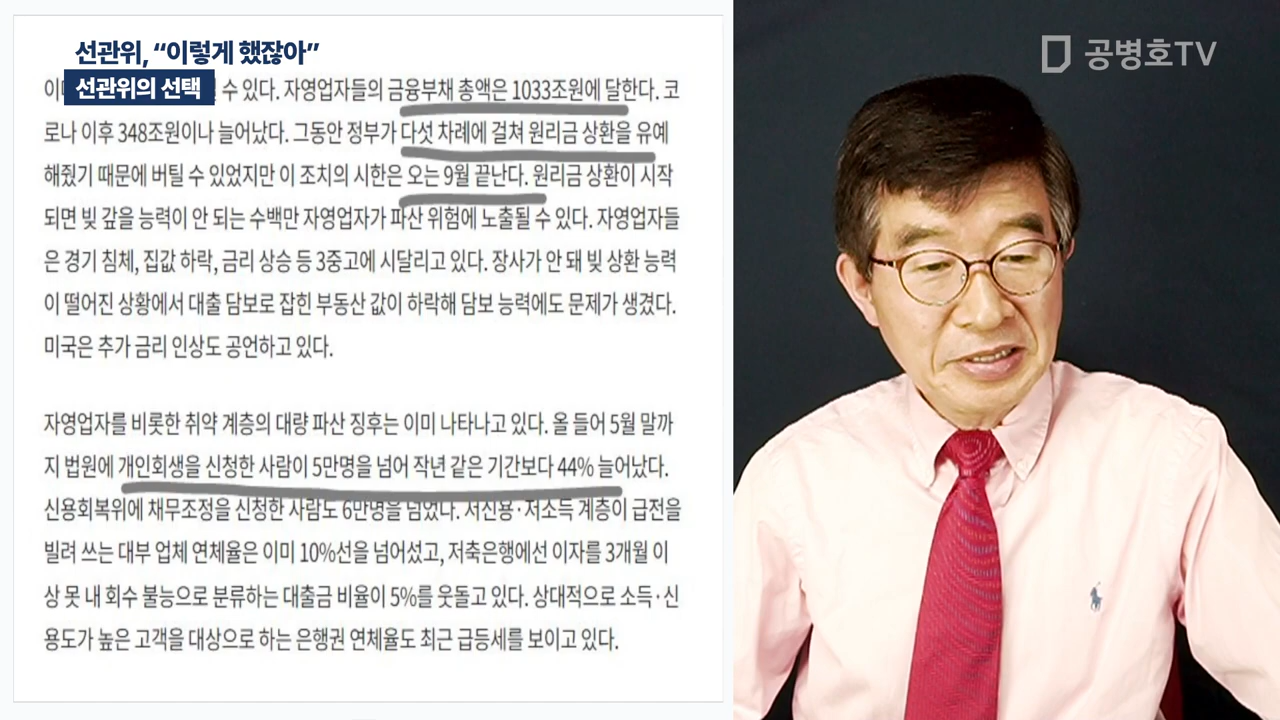 선관위, “이렇게 했잖아”
선관위의 선택
공병호TV
수 있다. 자영업자들의 금융부채 총액은 1033조원에 달한다. 코
로나 이후 348조원이나 늘어났다. 그동안 정부가 다섯 차례에 걸쳐 원리금 상환을 유예
해줬기 때문에 버틸 수 있었지만 이 조치의 시한은 오는 9월 끝난다. 원리금 상환이 시작
되면 빚 갚을 능력이 안 되는 수백만 자영업자가 파산 위험에 노출될 수 있다. 자영업자들
은 경기 침체, 집값 하락, 금리 상승 등 3중고에 시달리고 있다. 장사가 안 돼 빚 상환 능력
이 떨어진 상황에서 대출 담보로 잡힌 부동산 값이 하락해 담보 능력에도 문제가 생겼다.
미국은 추가 금리 인상도 공언하고 있다.
자영업자를 비롯한 취약 계층의 대량 파산 징후는 이미 나타나고 있다. 올 들어 5월 말까
지 법원에 개인회생을 신청한 사람이 5만명을 넘어 작년 같은 기간보다 44% 늘어났다.
신용회복위에 채무조정을 신청한 사람도 6만명을 넘었다. 저신용·저소득 계층이 급전을
빌려 쓰는 대부 업체 연체율은 이미 10%선을 넘어섰고, 저축은행에선 이자를 3개월 이
상 못 내 회수 불능으로 분류하는 대출금 비율이 5%를 웃돌고 있다. 상대적으로 소득·신
용도가 높은 고객을 대상으로 하는 은행권 연체율도 최근 급등세를 보이고 있다.